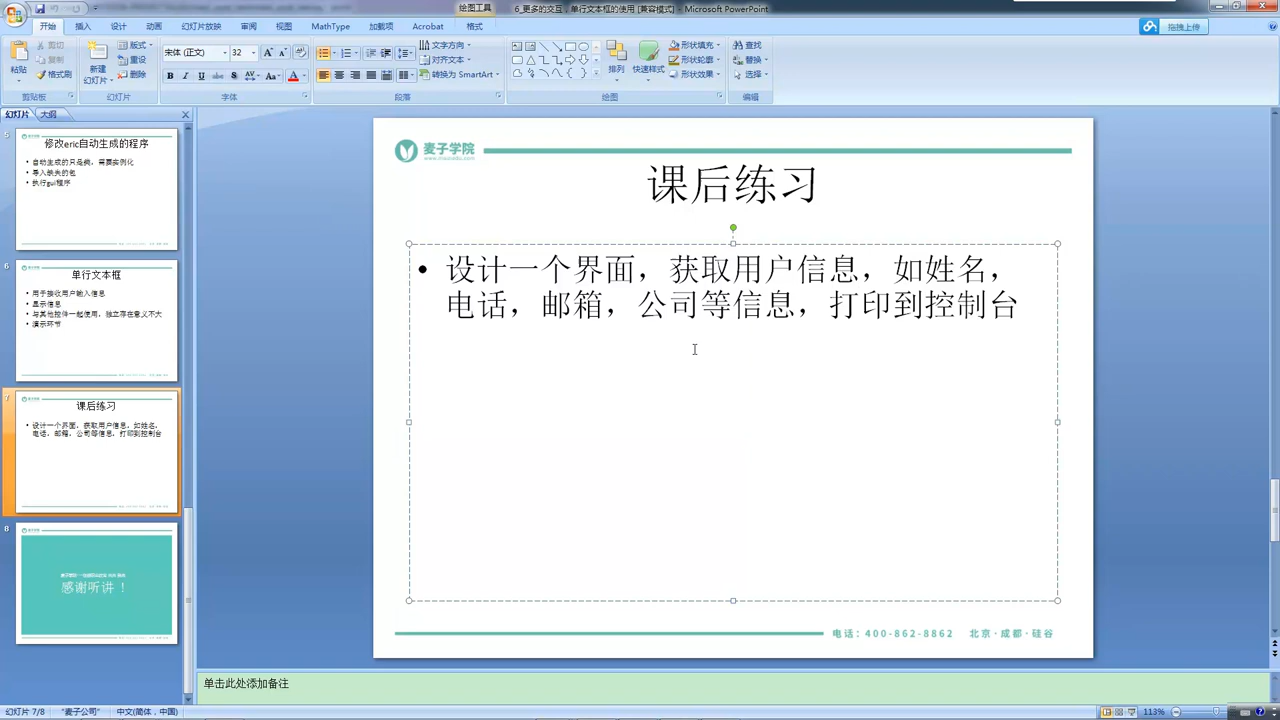 绘图工具
6_更多的交互，单行文本框的使用 [兼容模式] - Microsoft PowerPoint
开始 插入 设计 动画 幻灯片放映 审阅 视图 MathType 加载项 Acrobat 格式
拖拽上传
粘贴
剪切
复制
格式刷
剪贴板
新建
幻灯片
版式
重设
删除
幻灯片
宋体 (正文) 32
字体
文字方向
对齐文本
转换为 SmartArt
段落
排列
快速样式
形状填充
形状轮廓
形状效果
绘图
查找
替换
选择
编辑
幻灯片 大纲
5
修改eric自动生成的程序
• 自动生成的只是类，需要实例化
• 导入缺失的包
• 执行gui程序
6
单行文本框
• 用于接收用户输入信息
• 显示信息
• 与其他控件一起使用，独立存在意义不大
• 演示环节
7
课后练习
• 设计一个界面，获取用户信息，如姓名，
电话，邮箱，公司等信息，打印到控制台
8
感谢听讲！
麦子学院
www.maiziedu.com
课后练习
• 设计一个界面，获取用户信息，如姓名，
电话，邮箱，公司等信息，打印到控制台
电话：400-862-8862 北京·成都·硅谷
单击此处添加备注
幻灯片 7/8 "麦子公司" 中文(简体，中国) 113%